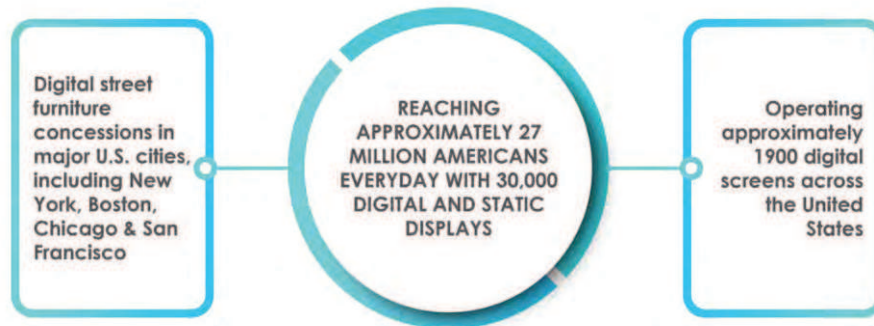 Digital street
furniture
concessions in
major U.S. cities,
including New
York, Boston,
Chicago & San
Francisco
REACHING
APPROXIMATELY 27
MILLION AMERICANS
EVERYDAY WITH 30,000
DIGITAL AND STATIC
DISPLAYS
Operating
approximately
1900 digital
screens across
the United
States